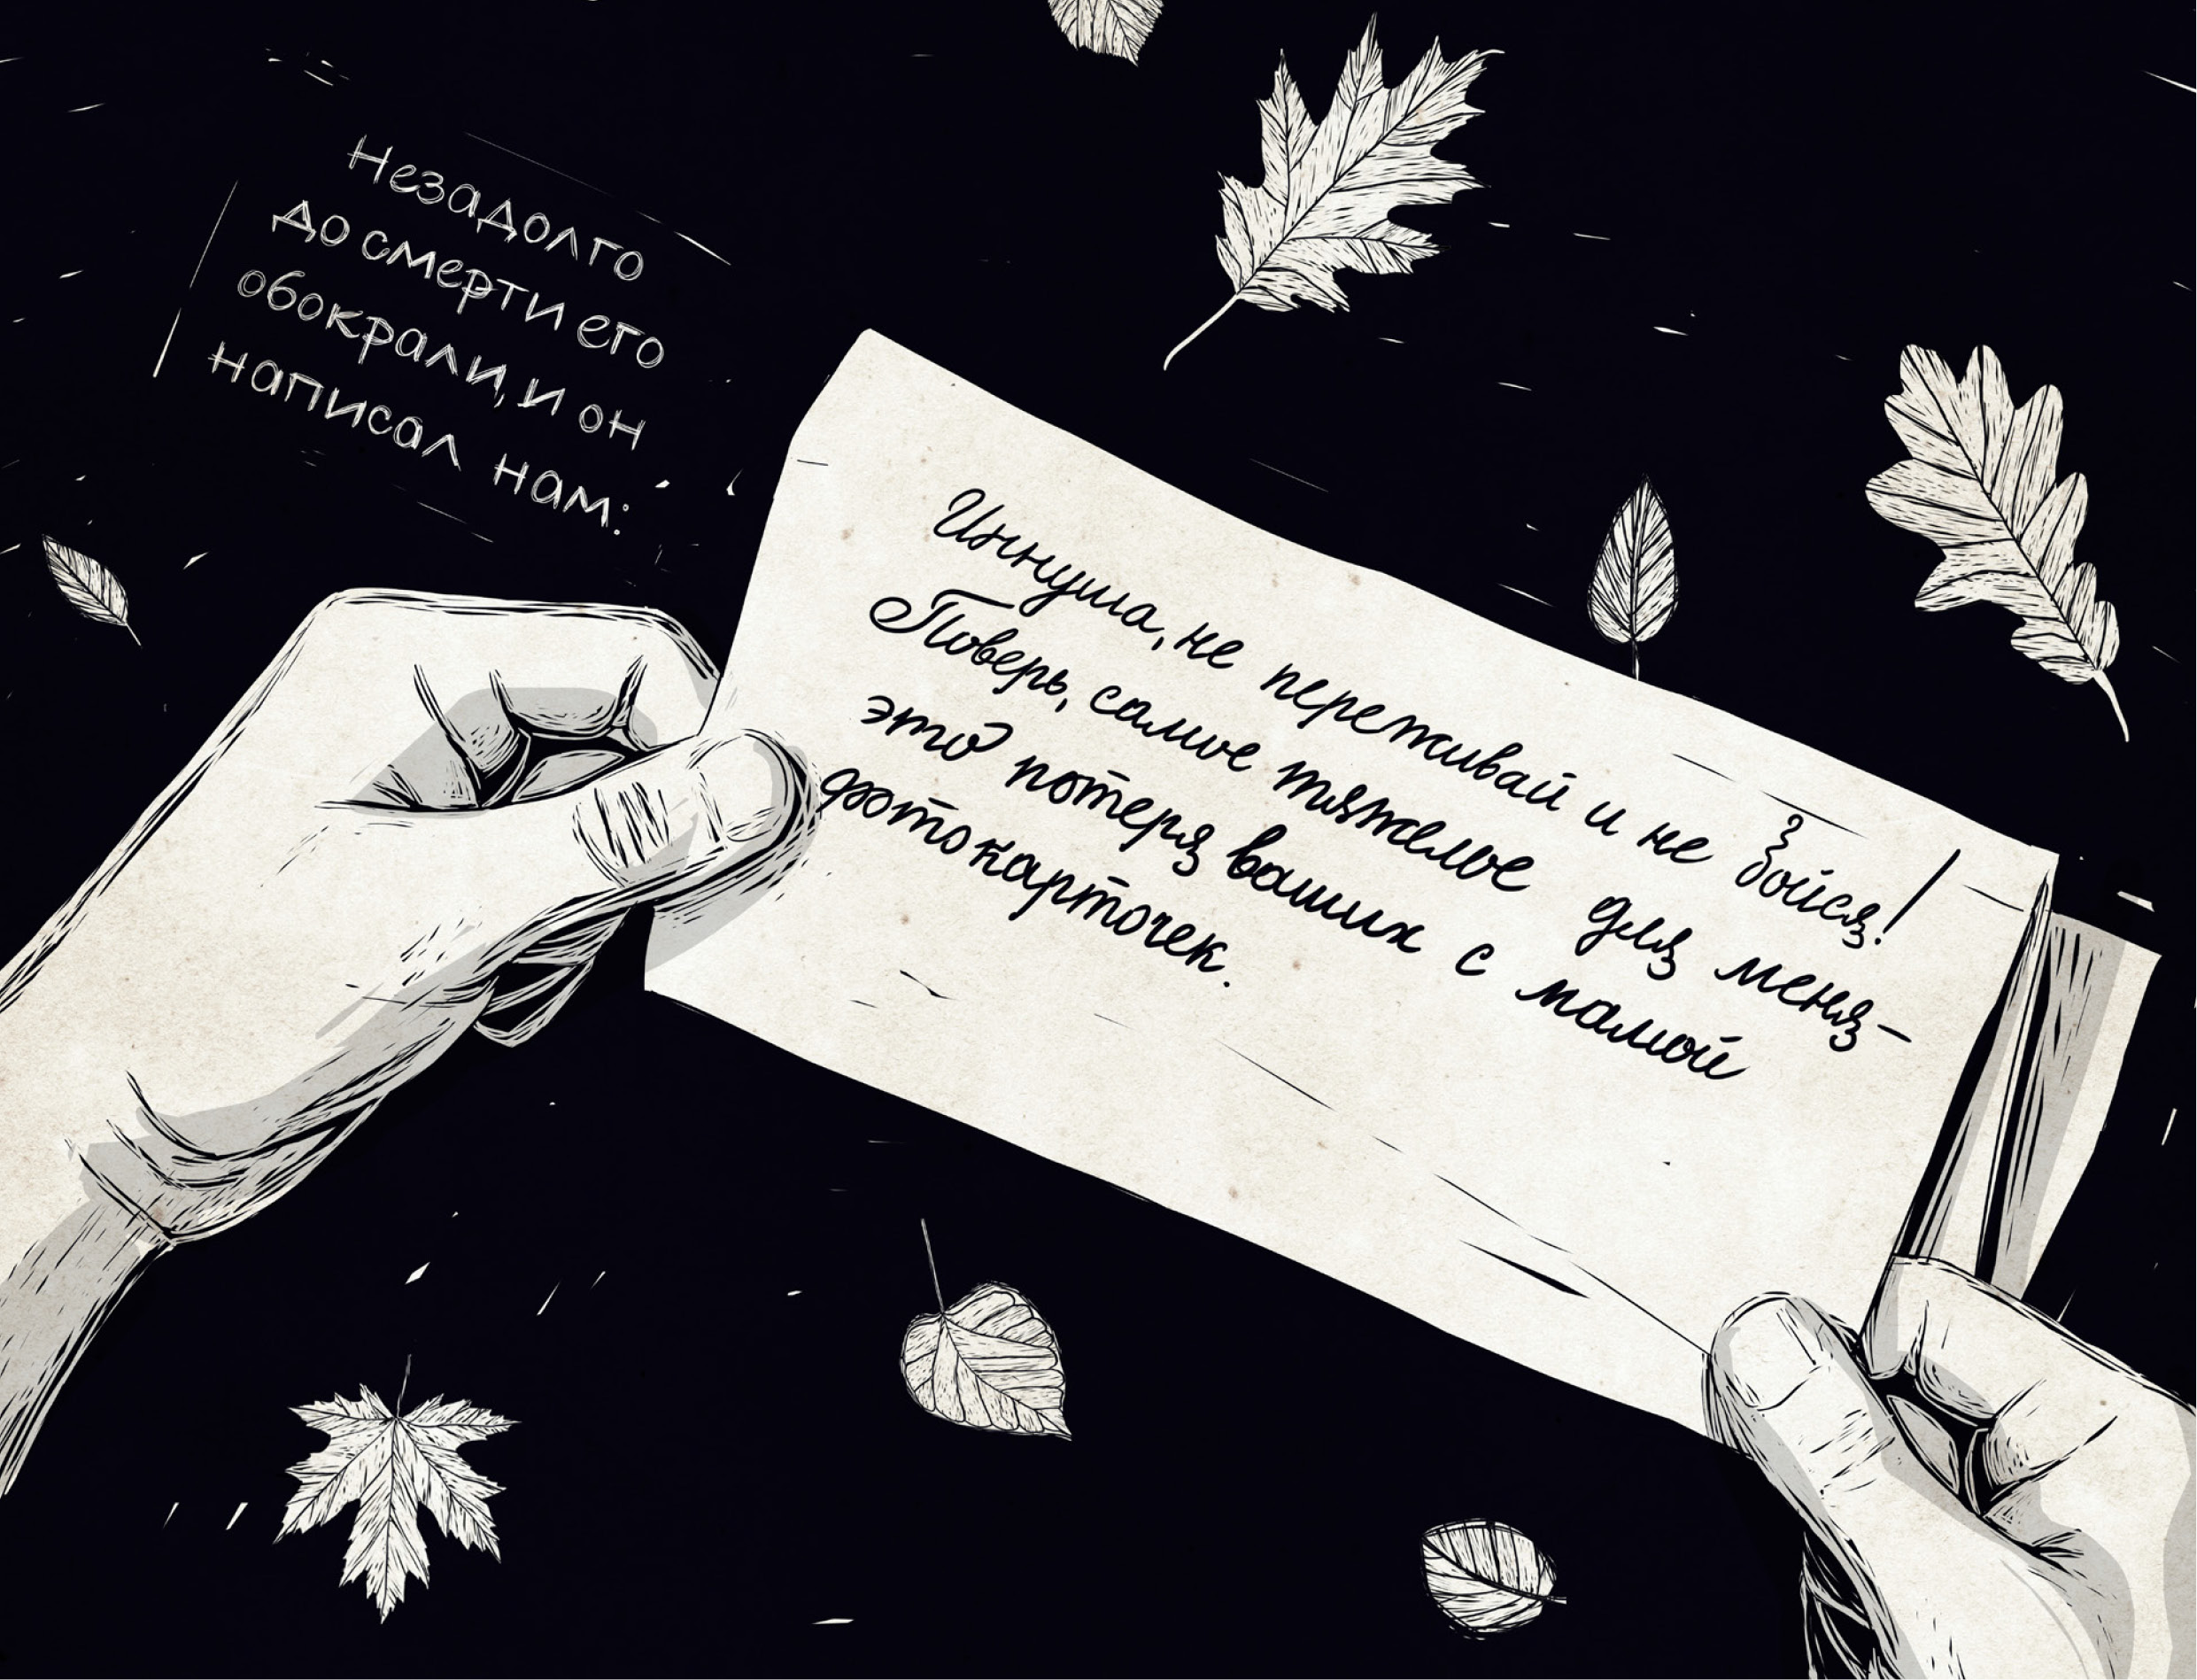 Незадолго
до смерти его
обокрали, и он
написал нам:
Иннуша, не переживай и не бойся!
Поверь, самое тяжелое для меня –
это потеря ваших с мамой
фотокарточек.